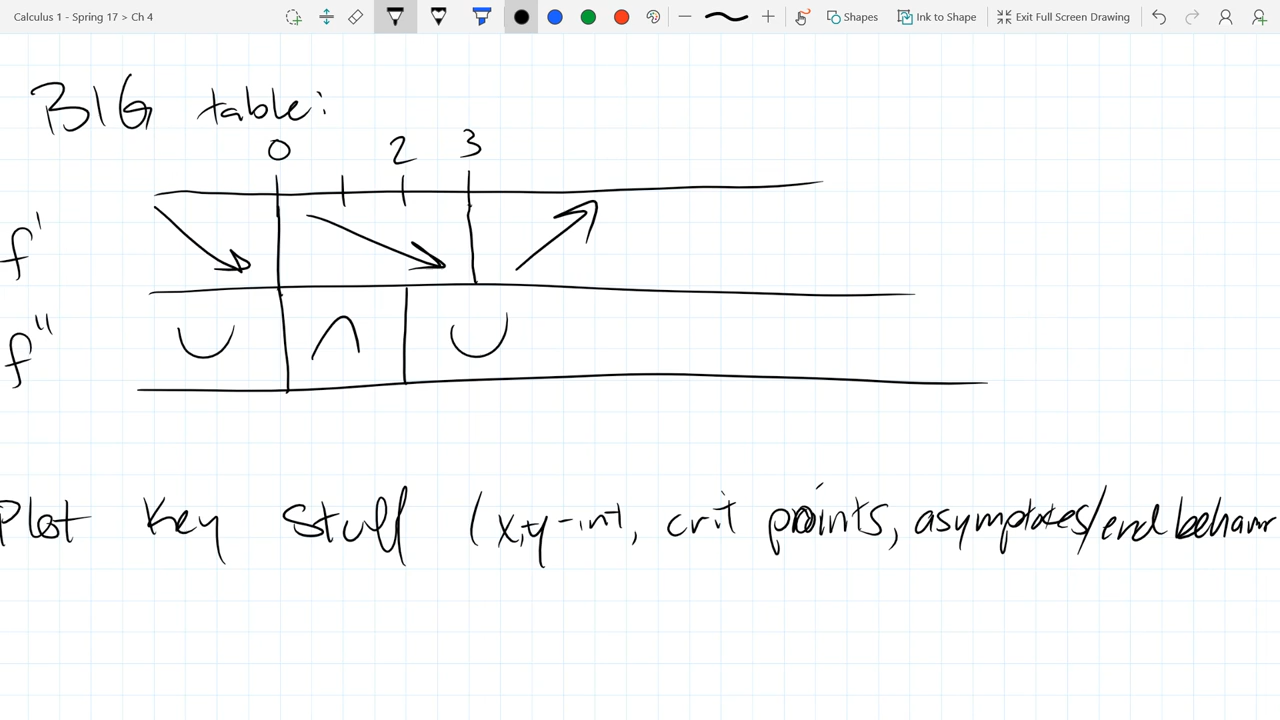 Calculus 1 - Spring 17 > Ch 4
Shapes
Ink to Shape
Exit Full Screen Drawing
BIG table:
0 2 3
f'
f"
Plot Key Stuff (x,y-int, crit points, asymptotes/end behavior